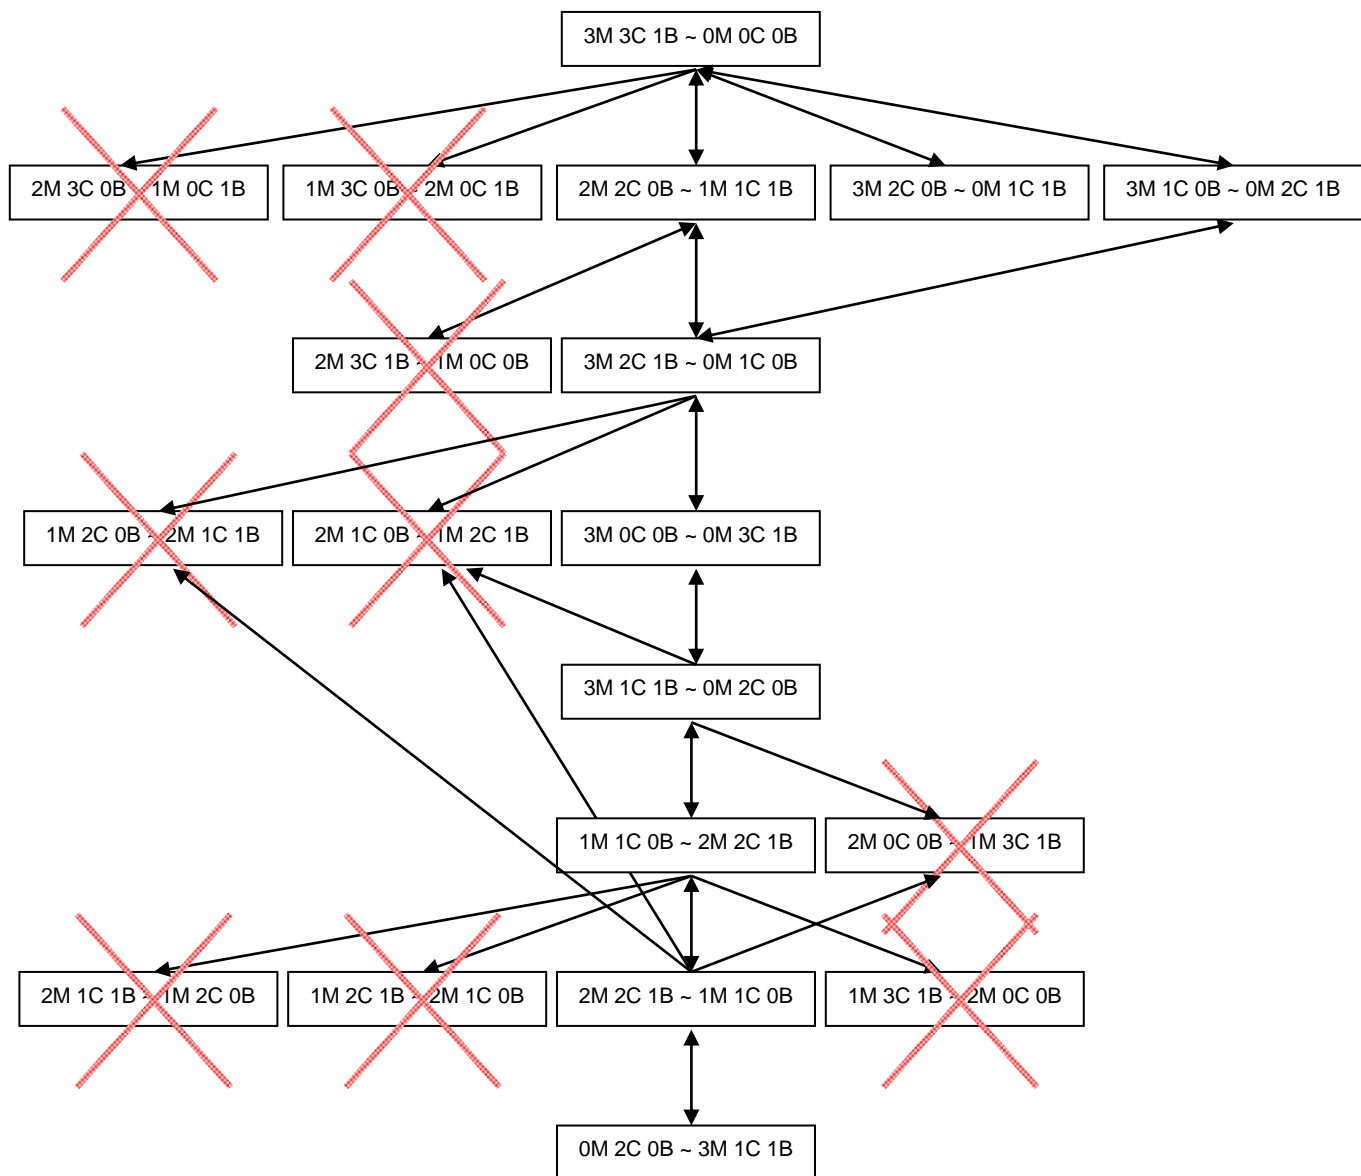 3M 3C 1B ~ 0M 0C 0B
2M 3C 0B ~ 1M 0C 1B
1M 3C 0B ~ 2M 0C 1B
2M 2C 0B ~ 1M 1C 1B
3M 2C 0B ~ 0M 1C 1B
3M 1C 0B ~ 0M 2C 1B
2M 3C 1B ~ 1M 0C 0B
3M 2C 1B ~ 0M 1C 0B
1M 2C 0B ~ 2M 1C 1B
2M 1C 0B ~ 1M 2C 1B
3M 0C 0B ~ 0M 3C 1B
3M 1C 1B ~ 0M 2C 0B
1M 1C 0B ~ 2M 2C 1B
2M 0C 0B ~ 1M 3C 1B
2M 1C 1B ~ 1M 2C 0B
1M 2C 1B ~ 2M 1C 0B
2M 2C 1B ~ 1M 1C 0B
1M 3C 1B ~ 2M 0C 0B
0M 2C 0B ~ 3M 1C 1B